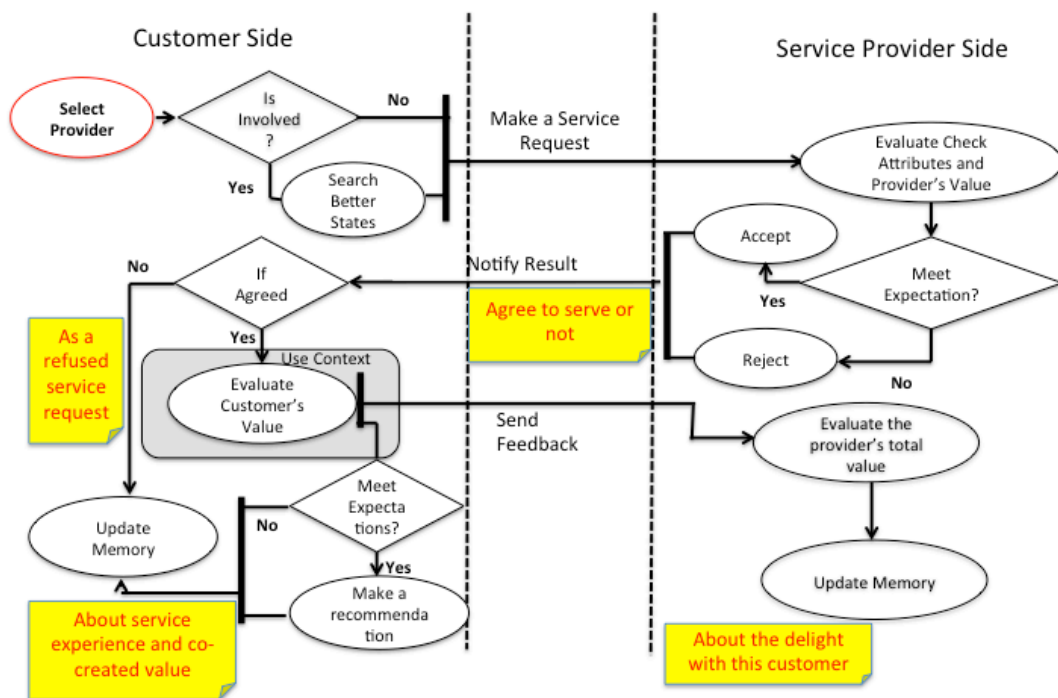 Customer Side
Service Provider Side
Select
Provider
Is
Involved
?
No
Yes
Search
Better
States
Make a Service
Request
Evaluate Check
Attributes and
Provider's Value
Accept
Meet
Expectation?
Yes
No
Reject
Notify Result
Agree to serve or
not
If
Agreed
No
Yes
As a
refused
service
request
Use Context
Evaluate
Customer's
Value
Send
Feedback
Evaluate the
provider's total
value
Meet
Expecta
tions?
No
Yes
Update
Memory
Make a
recommenda
tion
Update Memory
About service
experience and co-
created value
About the delight
with this customer